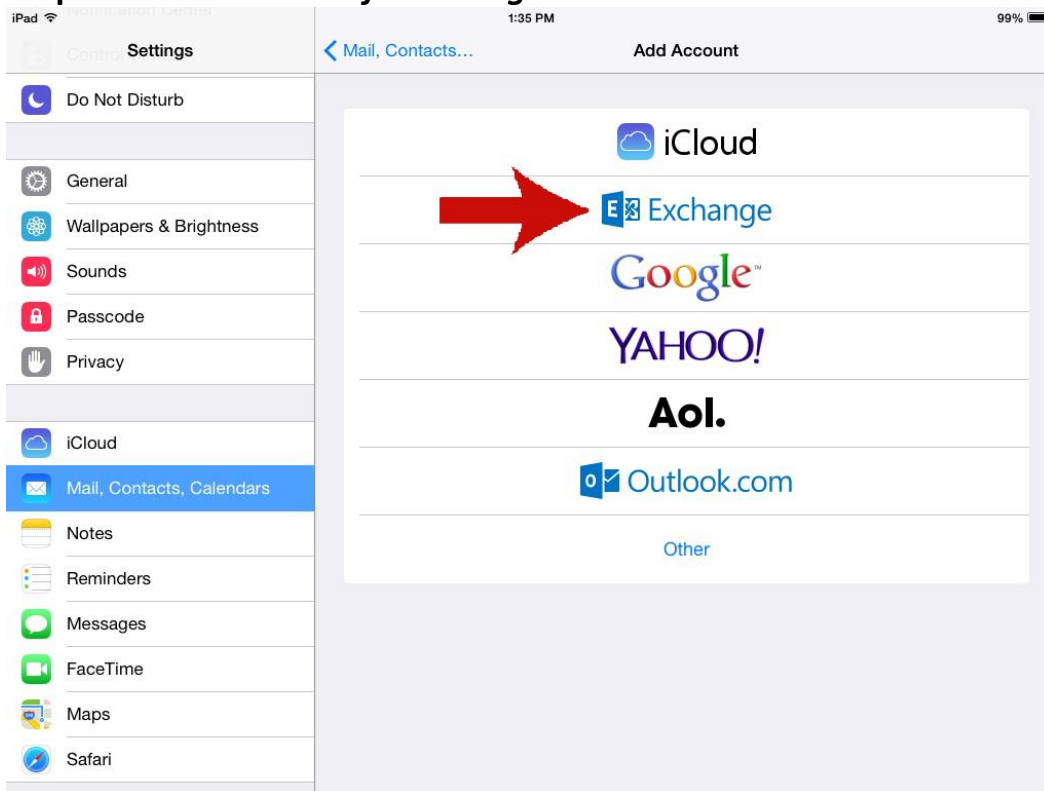 iPad 1:35 PM 99%
Settings
Do Not Disturb
General
Wallpapers & Brightness
Sounds
Passcode
Privacy
iCloud
Mail, Contacts, Calendars
Notes
Reminders
Messages
FaceTime
Maps
Safari
Mail, Contacts... Add Account
iCloud
E Exchange
Google™
YAHOO!
Aol.
o Outlook.com
Other